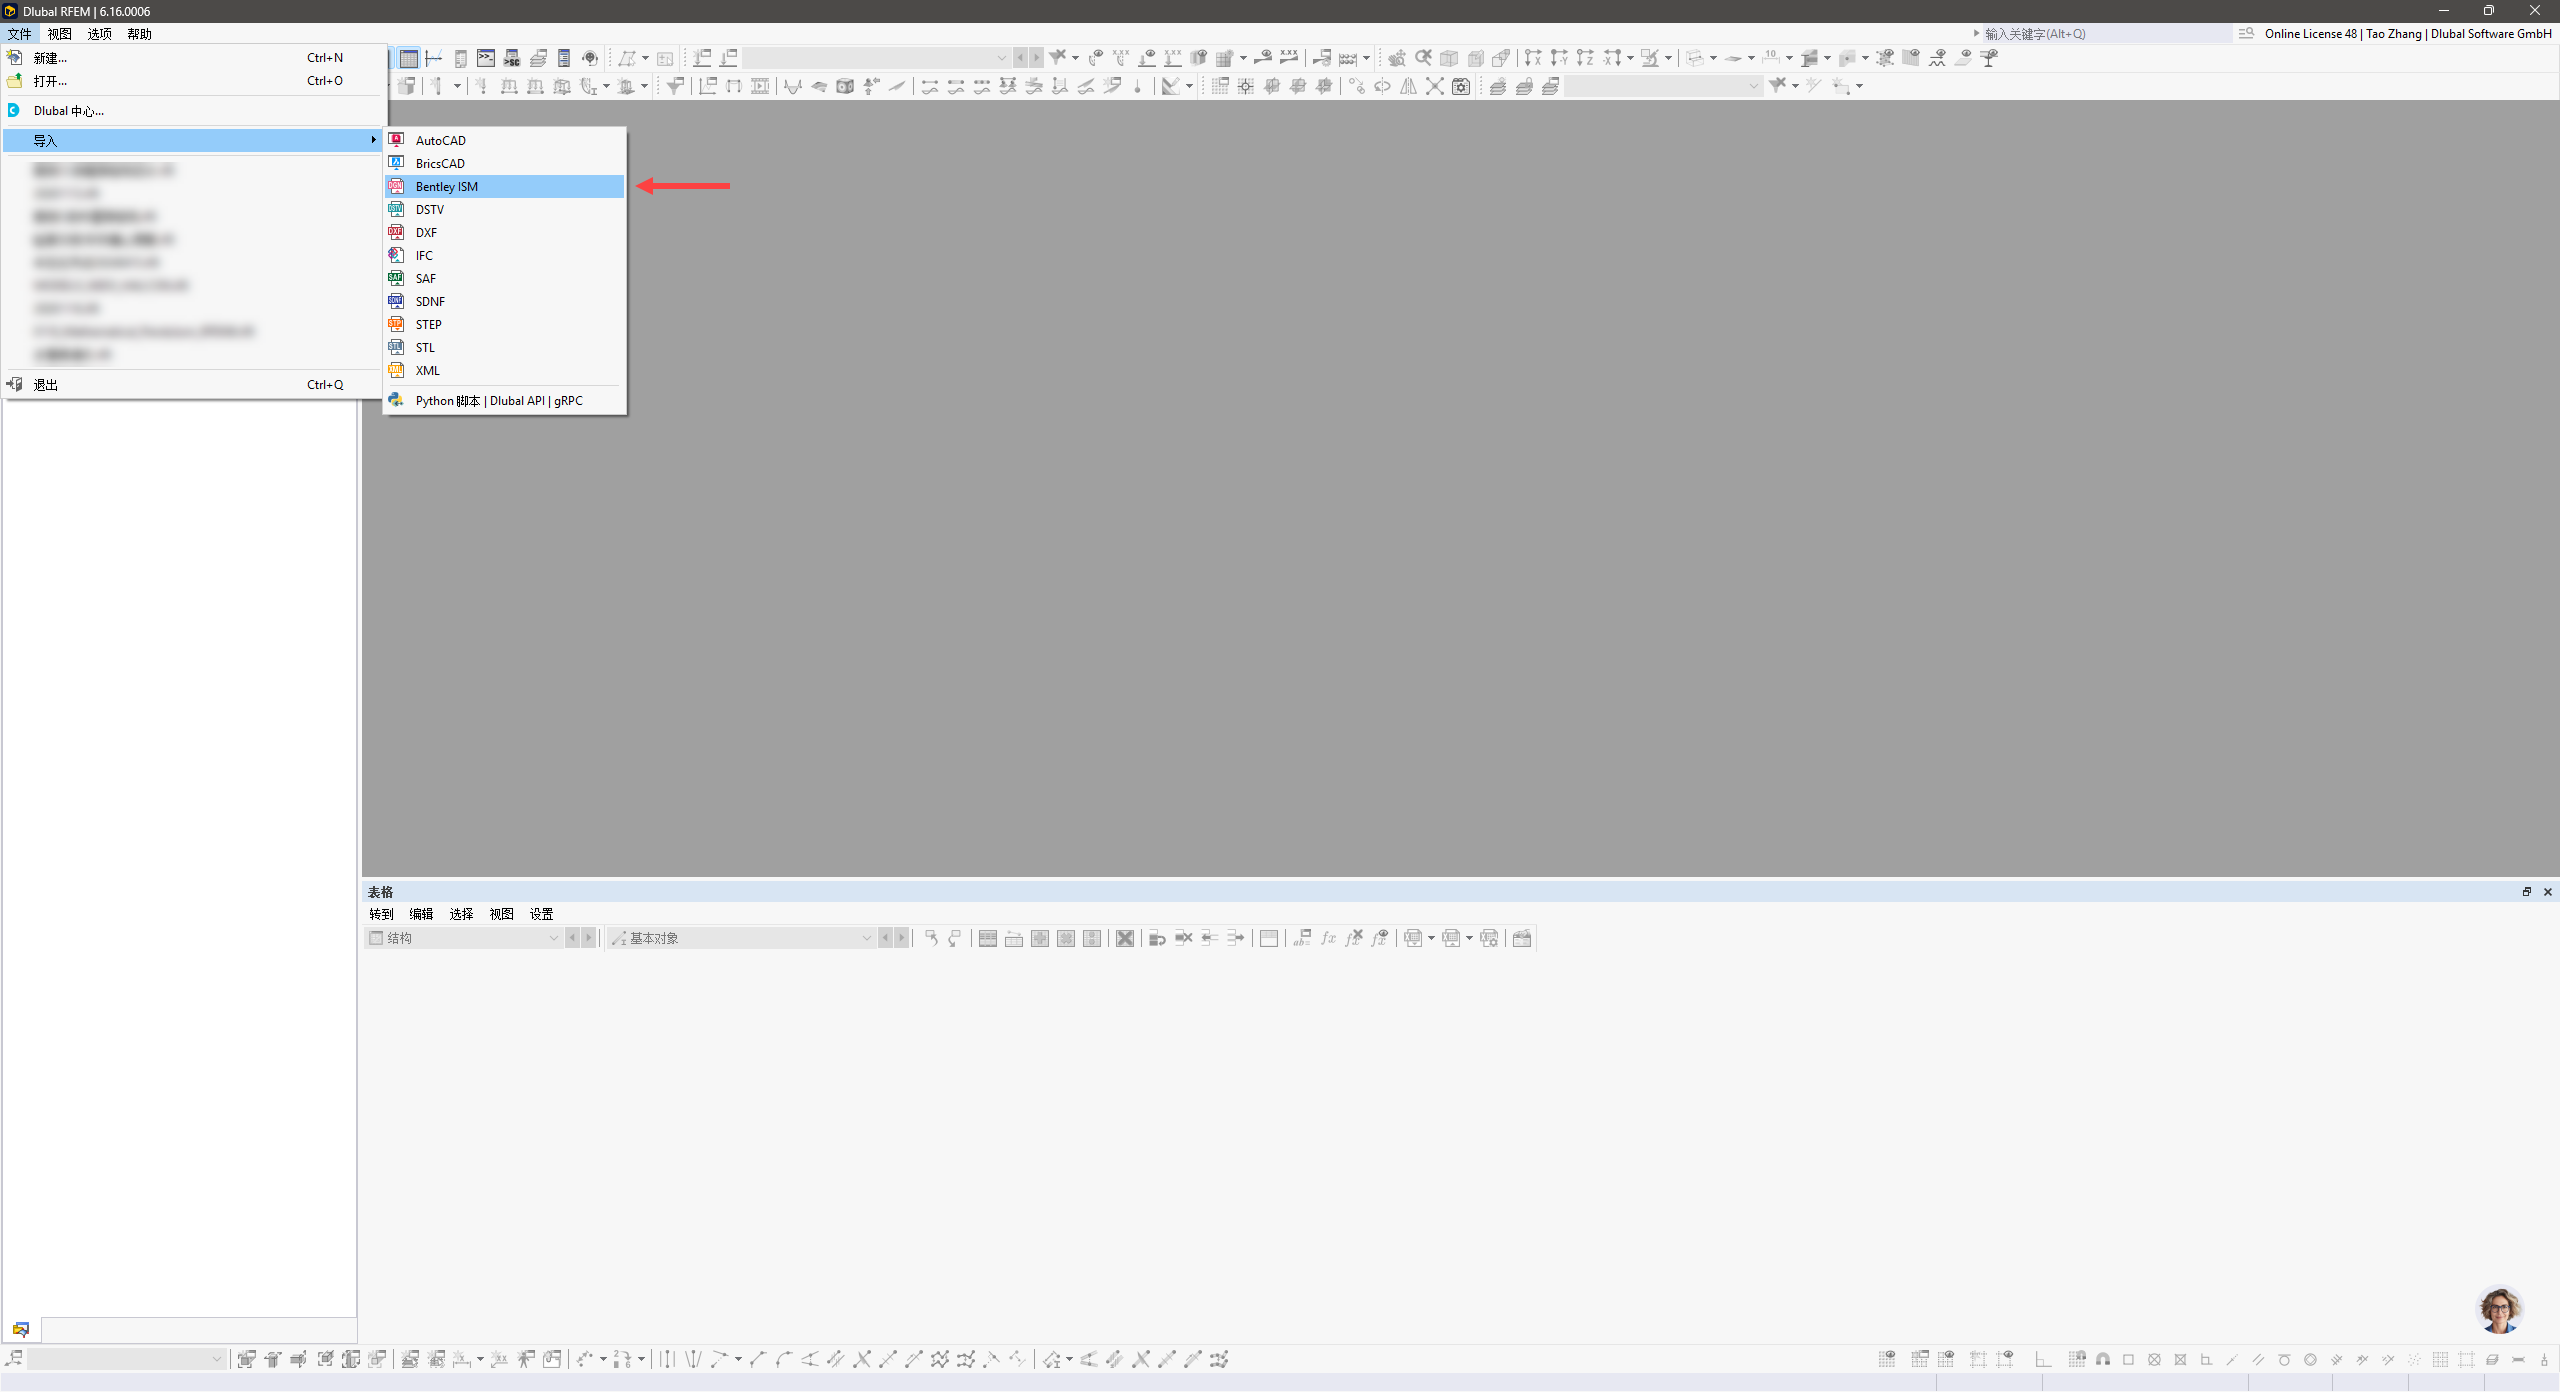 Dlubal RFEM | 6.16.0006
文件 视图 选项 帮助
输入关键字(Alt+Q)
Online License 48 | Tao Zhang | Dlubal Software GmbH
新建... Ctrl+N
打开... Ctrl+O
Dlubal 中心...
导入
退出 Ctrl+Q
AutoCAD
BricsCAD
Bentley ISM
DSTV
DXF
IFC
SAF
SDNF
STEP
STL
XML
Python 脚本 | Dlubal API | gRPC
表格
转到 编辑 选择 视图 设置
结构
基本对象